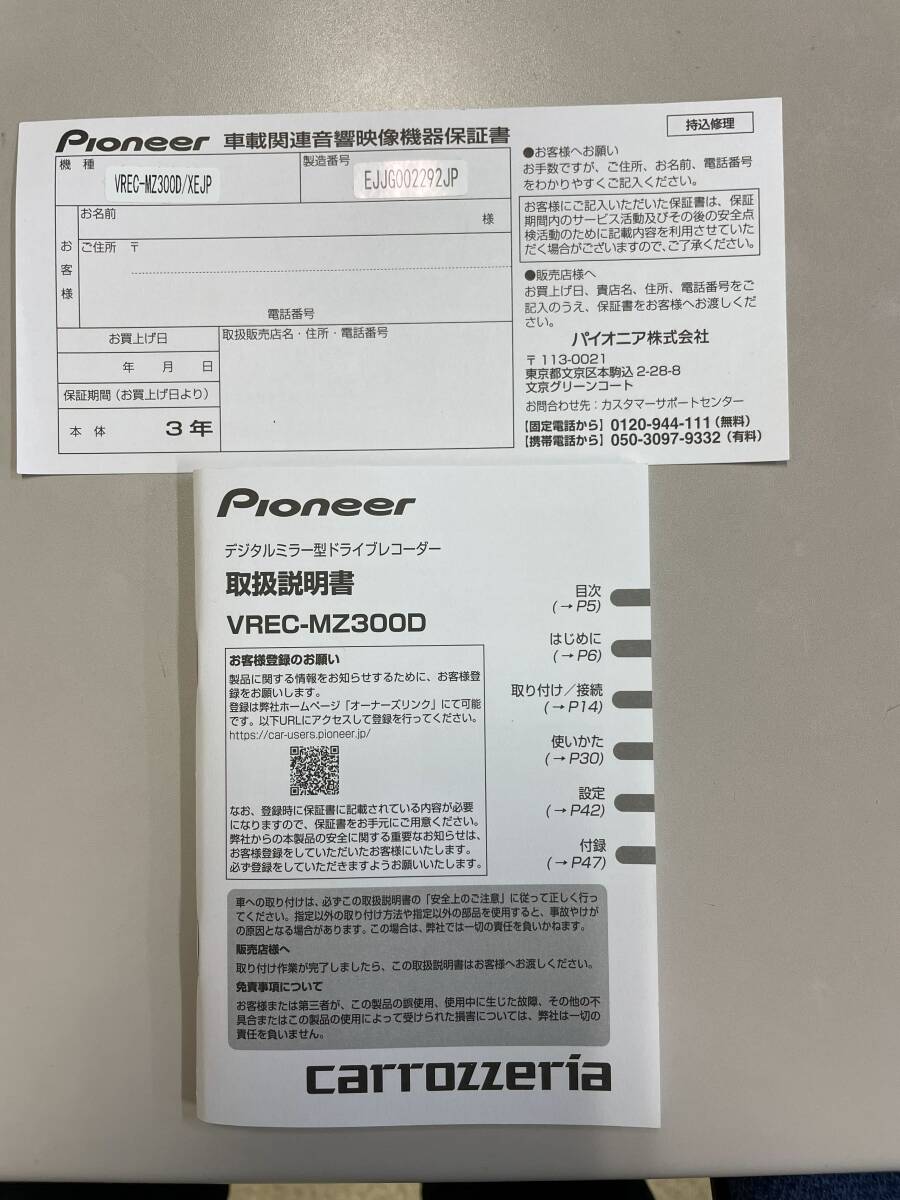 Pioneer 車載関連音響映像機器保証書
持込修理
機 種
VREC-MZ300D/XEJP
製造番号
EJJG002292JP
お客様
お名前
様
ご住所 〒
電話番号
お買上げ日
年 月 日
保証期間(お買上げ日より)
本 体 3年
取扱販売店名・住所・電話番号
●お客様へお願い
お手数ですが、ご住所、お名前、電話番号
をわかりやすくご記入ください。
お客様にご記入いただいた保証書は、保証
期間内のサービス活動及びその後の安全点
検活動のために記載内容を利用させていた
だく場合がございますので、ご了承ください。
●販売店様へ
お買上げ日、貴店名、住所、電話番号をご
記入のうえ、保証書をお客様へお渡しくだ
さい。
パイオニア株式会社
〒113-0021
東京都文京区本駒込 2-28-8
文京グリーンコート
お問合わせ先:カスタマーサポートセンター
【固定電話から】0120-944-111(無料)
【携帯電話から】050-3097-9332(有料)
Pioneer
デジタルミラー型ドライブレコーダー
取扱説明書
VREC-MZ300D
お客様登録のお願い
製品に関する情報をお知らせするために、お客様登
録をお願いします。
登録は弊社ホームページ「オーナーズリンク」にて可能
です。以下URLにアクセスして登録を行ってください。
https://car-users.pioneer.jp/
なお、登録時に保証書に記載されている内容が必要
になりますので、保証書をお手元にご用意ください。
弊社からの本製品の安全に関する重要なお知らせは、
お客様登録をしていただいたお客様にいたします。
必ず登録をしていただきますようお願いいたします。
目次
(→P5)
はじめに
(→P6)
取り付け/接続
(→P14)
使いかた
(→P30)
設定
(→P42)
付録
(→P47)
車への取り付けは、必ずこの取扱説明書の「安全上のご注意」に従って正しく行っ
てください。指定以外の取り付け方法や指定以外の部品を使用すると、事故やけが
の原因となる場合があります。この場合は、弊社では一切の責任を負いかねます。
販売店様へ
取り付け作業が完了しましたら、この取扱説明書はお客様へお渡しください。
免責事項について
お客様または第三者が、この製品の誤使用、使用中に生じた故障、その他の不
具合またはこの製品の使用によって受けられた損害については、弊社は一切の
責任を負いません。
carrozzeria